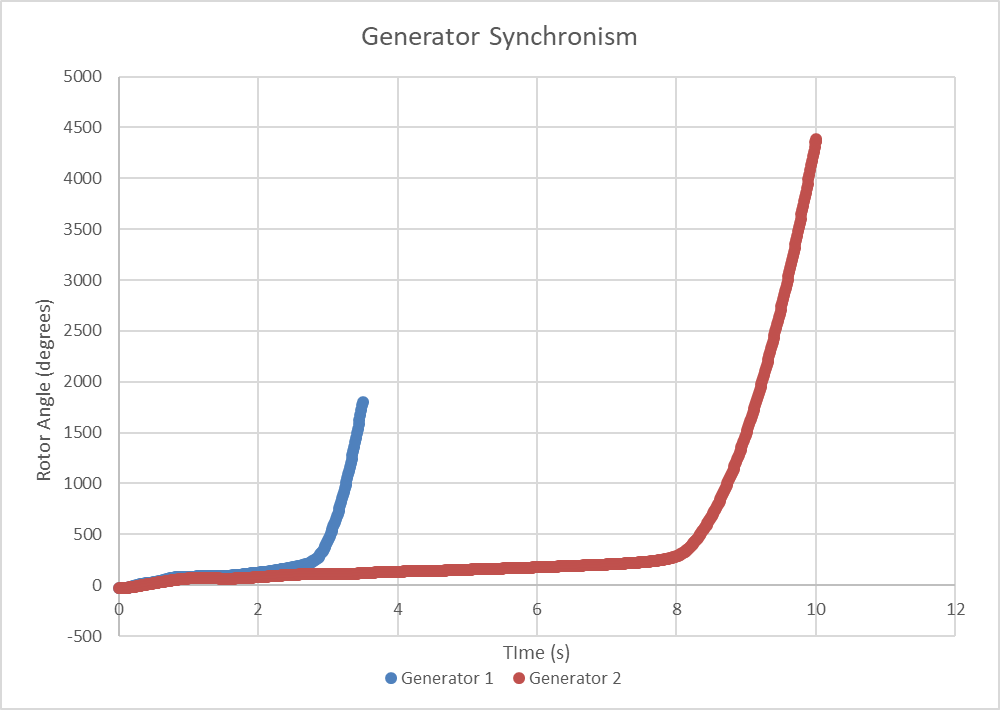 Generator Synchronism
5000
4500
4000
3500
3000
2500
2000
1500
1000
500
0
-500
Rotor Angle (degrees)
0 2 4 6 8 10 12
TIme (s)
Generator 1 Generator 2